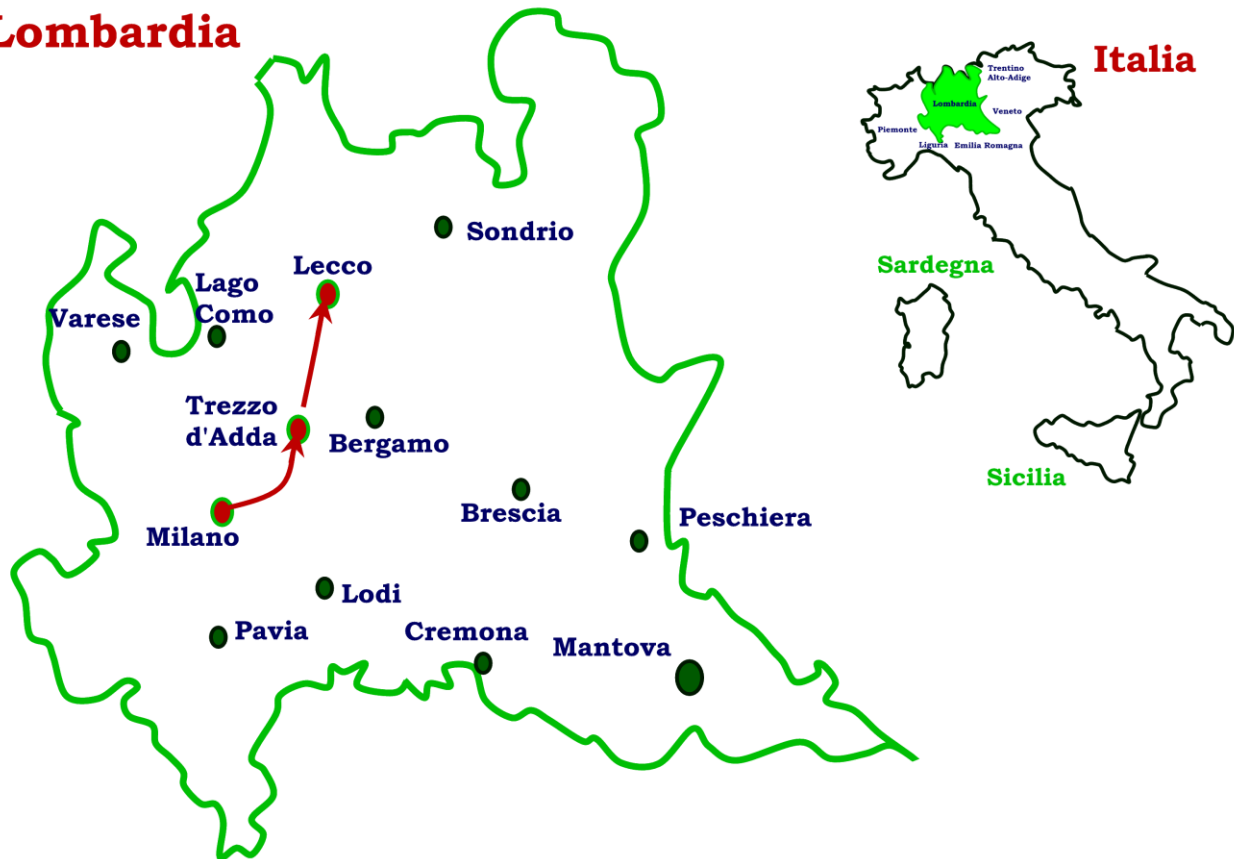 Lombardia
Italia
Trentino
Alto-Adige
Lombardia
Veneto
Piemonte
Liguria
Emilia Romagna
Sondrio
Lecco
Lago
Como
Varese
Sardegna
Trezzo
d'Adda
Bergamo
Sicilia
Brescia
Peschiera
Milano
Lodi
Pavia
Cremona
Mantova